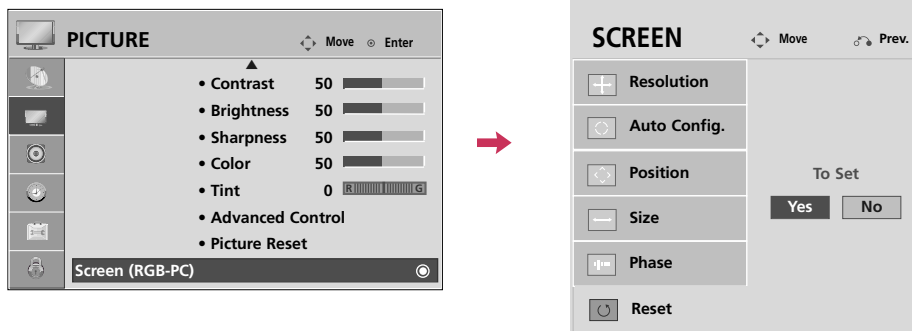 PICTURE Move Enter
• Contrast 50
• Brightness 50
• Sharpness 50
• Color 50
• Tint 0 R G
• Advanced Control
• Picture Reset
Screen (RGB-PC)
SCREEN Move Prev.
Resolution
Auto Config.
Position
Size
Phase
Reset
To Set
Yes No